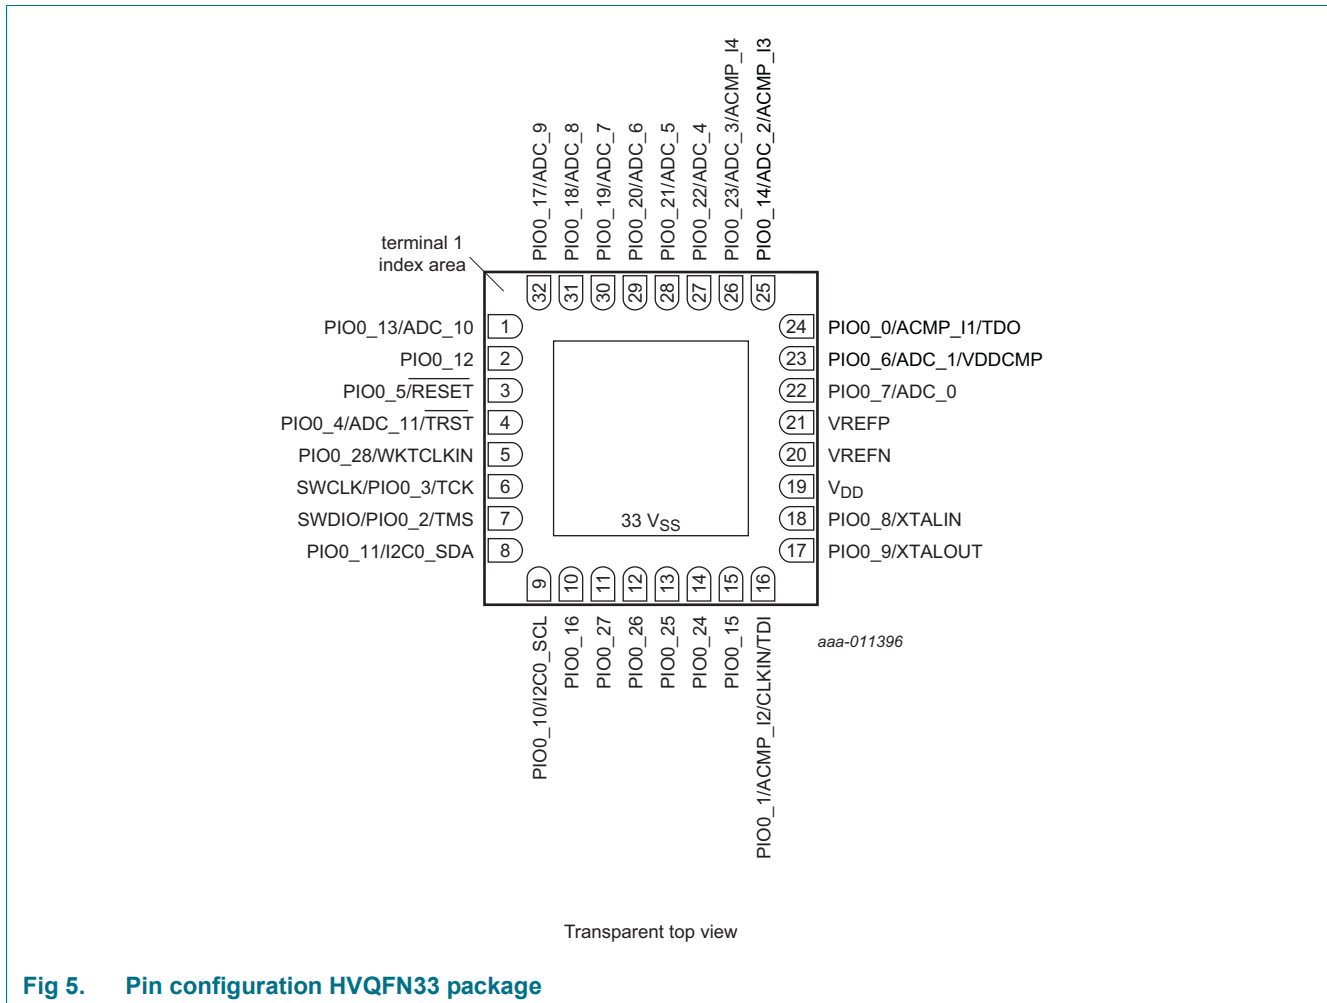 PIO0_17/ADC_9
PIO0_18/ADC_8
PIO0_19/ADC_7
PIO0_20/ADC_6
PIO0_21/ADC_5
PIO0_22/ADC_4
PIO0_23/ADC_3/ACMP_I4
PIO0_14/ADC_2/ACMP_I3
terminal 1
index area
32
31
30
29
28
27
26
25
PIO0_13/ADC_10 1
PIO0_12 2
PIO0_5/RESET 3
PIO0_4/ADC_11/TRST 4
PIO0_28/WKTCLKIN 5
SWCLK/PIO0_3/TCK 6
SWDIO/PIO0_2/TMS 7
PIO0_11/I2C0_SDA 8
24 PIO0_0/ACMP_I1/TDO
23 PIO0_6/ADC_1/VDDCMP
22 PIO0_7/ADC_0
21 VREFP
20 VREFN
19 VDD
18 PIO0_8/XTALIN
17 PIO0_9/XTALOUT
33 VSS
9
10
11
12
13
14
15
16
PIO0_10/I2C0_SCL
PIO0_16
PIO0_27
PIO0_26
PIO0_25
PIO0_24
PIO0_15
PIO0_1/ACMP_I2/CLKIN/TDI
aaa-011396
Transparent top view
Fig 5. Pin configuration HVQFN33 package